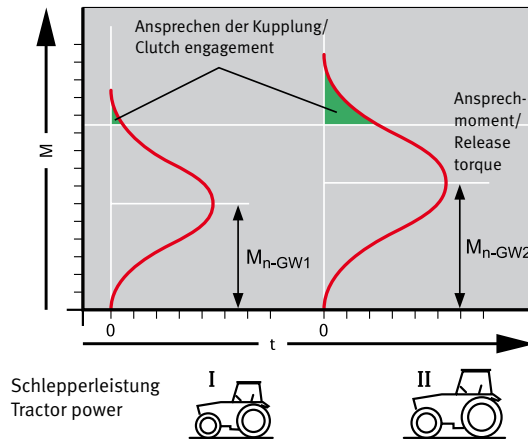 Ansprechen der Kupplung/
Clutch engagement
Ansprech-
moment/
Release
torque
M
Mn-GW1
Mn-GW2
0
0
t
Schlepperleistung
Tractor power
I
II